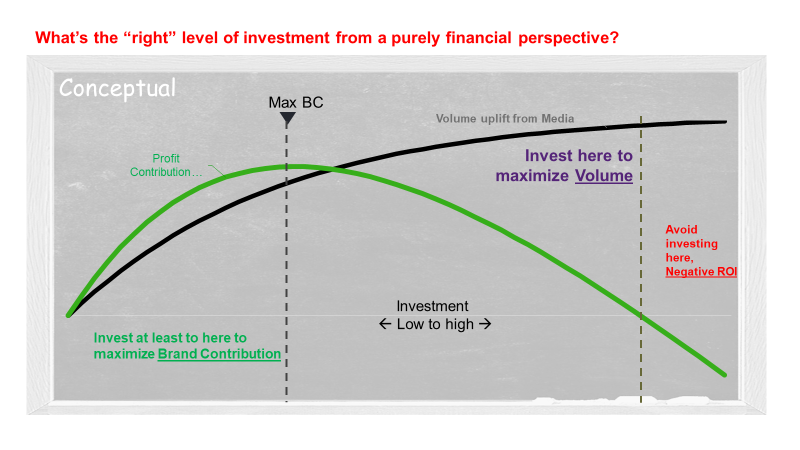 What's the “right” level of investment from a purely financial perspective?
Conceptual
Max BC
Volume uplift from Media
Profit
Contribution…
Invest here to
maximize Volume
Avoid
investing
here,
Negative ROI
Investment
← Low to high →
Invest at least to here to
maximize Brand Contribution